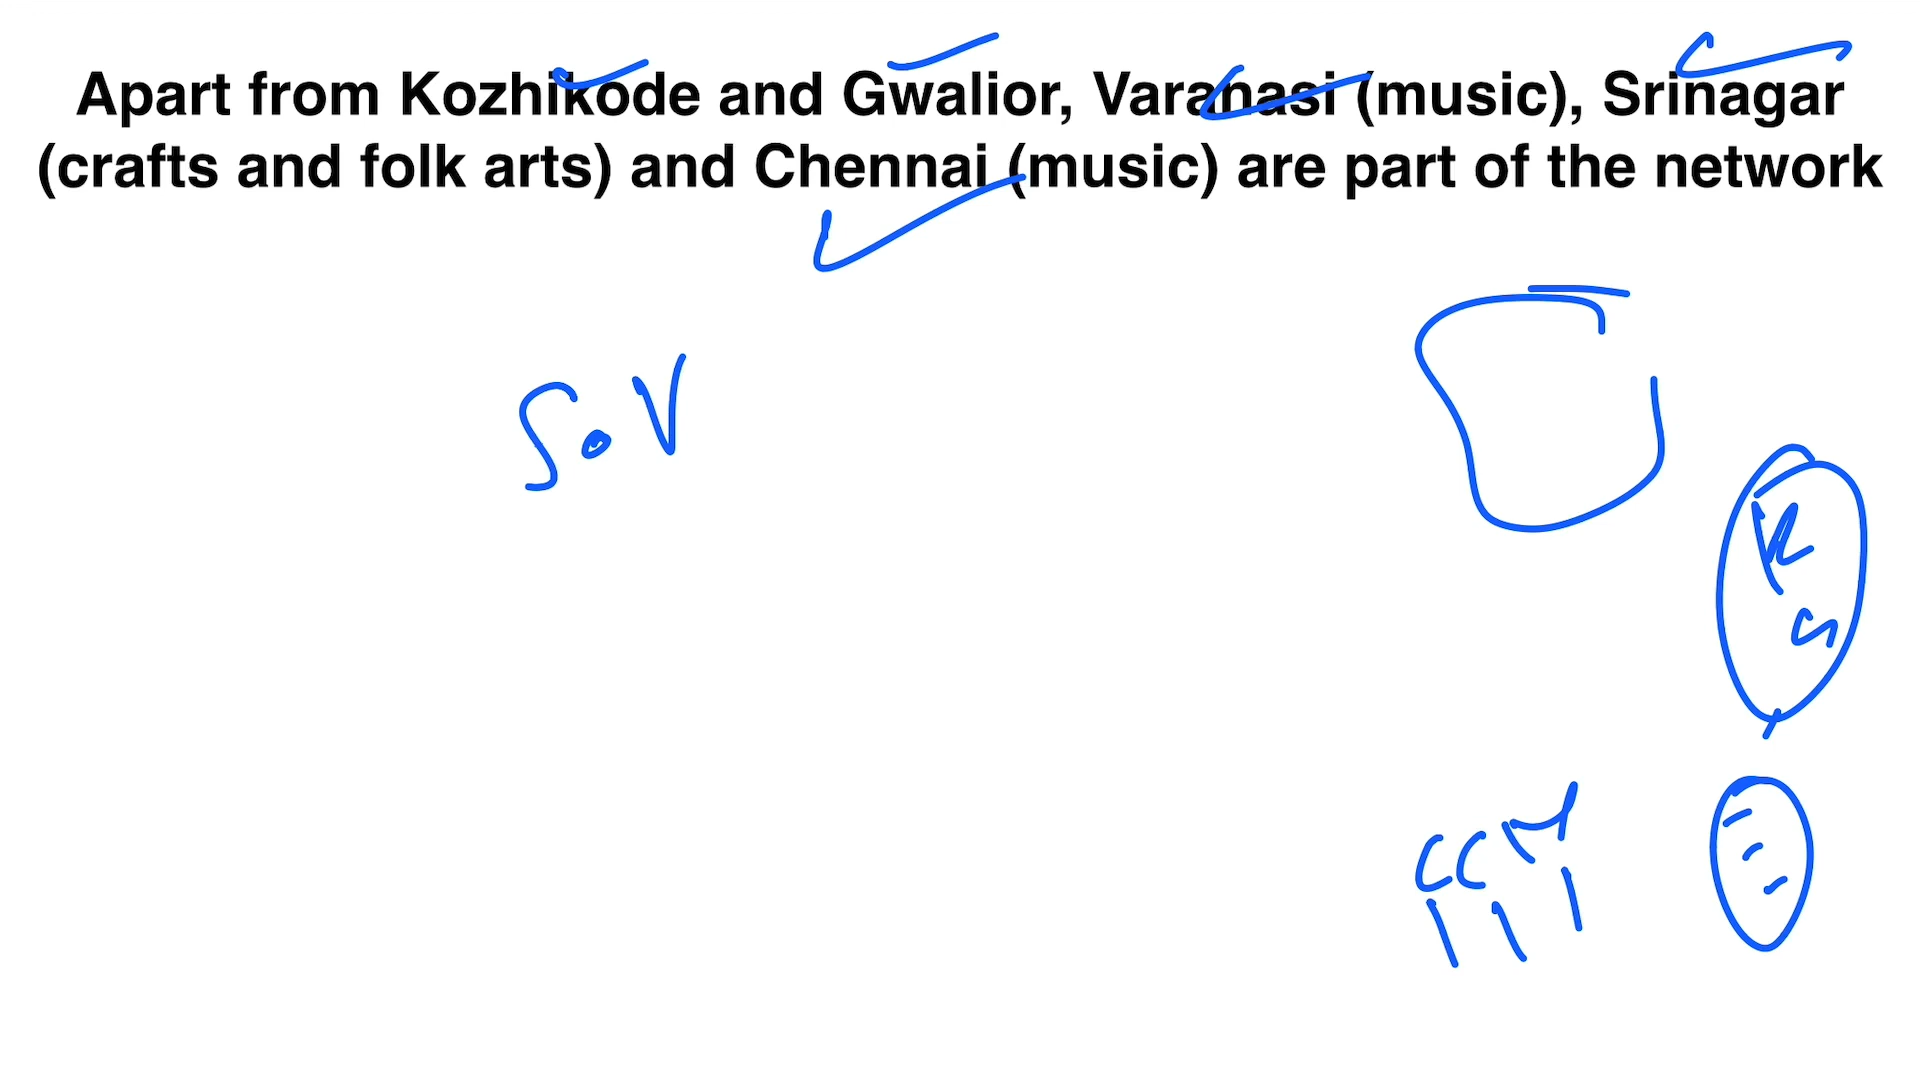 Apart from Kozhikode and Gwalior, Varanasi (music), Srinagar
(crafts and folk arts) and Chennai (music) are part of the network